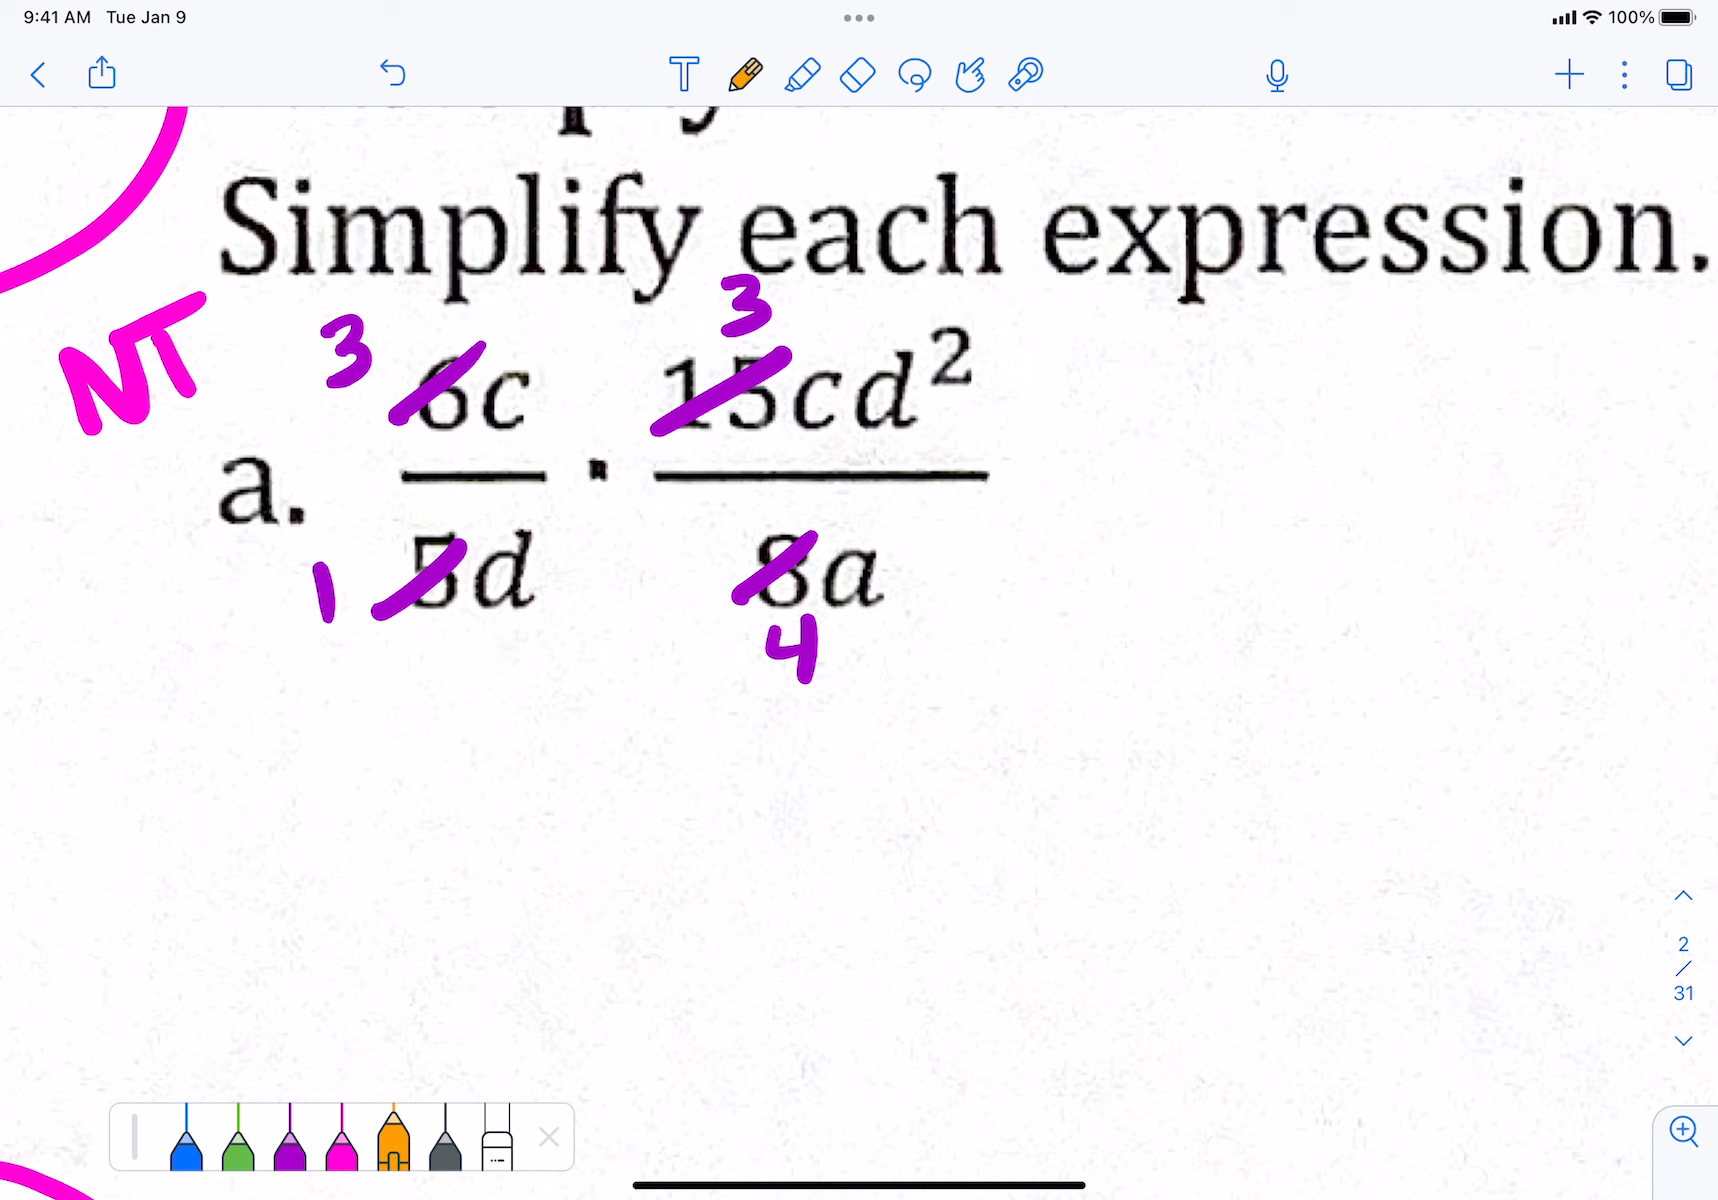 9:41 AM Tue Jan 9 100%
Simplify each expression.
NT
3 6c 3 15cd²
a. — · —
1 5d 8a
4
2
/
31